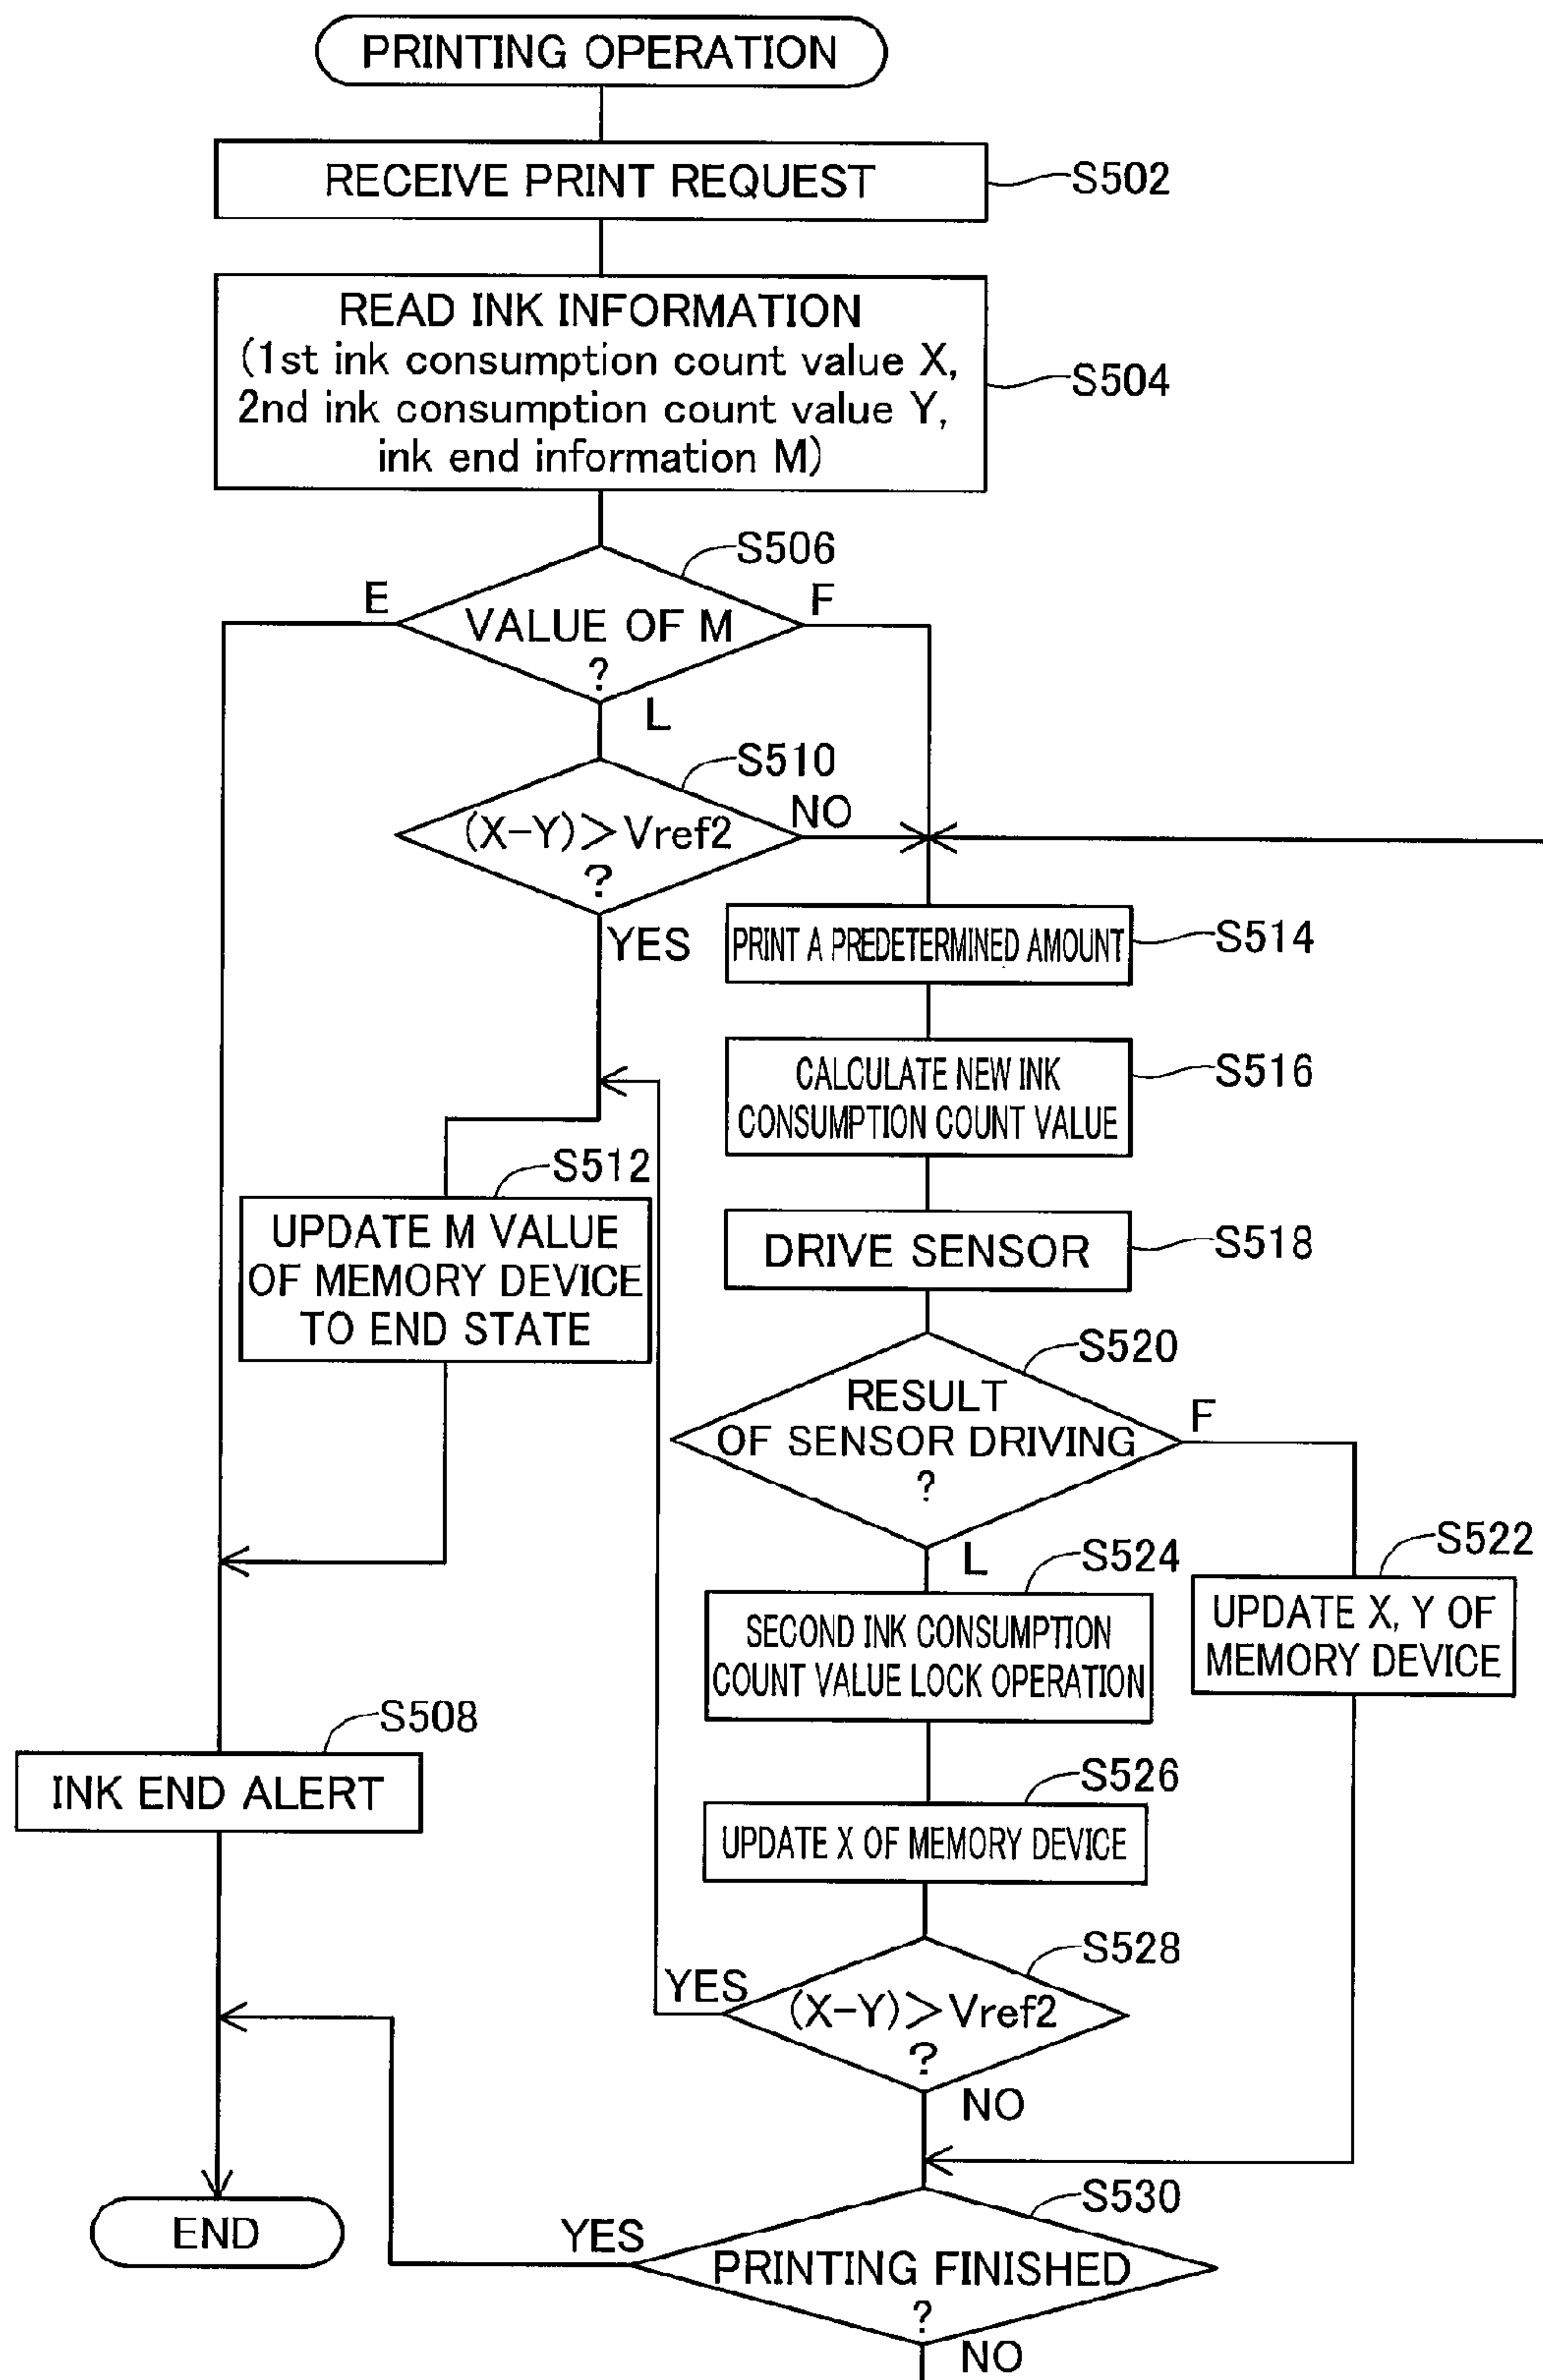 PRINTING OPERATION
RECEIVE PRINT REQUEST
S502
READ INK INFORMATION
(1st ink consumption count value X,
2nd ink consumption count value Y,
ink end information M)
S504
S506
E
F
VALUE OF M
?
L
S510
NO
(X-Y)>Vref2
?
YES
PRINT A PREDETERMINED AMOUNT
S514
CALCULATE NEW INK
CONSUMPTION COUNT VALUE
S516
S512
UPDATE M VALUE
OF MEMORY DEVICE
TO END STATE
DRIVE SENSOR
S518
S520
RESULT
OF SENSOR DRIVING
?
F
L
S524
SECOND INK CONSUMPTION
COUNT VALUE LOCK OPERATION
S522
UPDATE X, Y OF
MEMORY DEVICE
S508
INK END ALERT
S526
UPDATE X OF MEMORY DEVICE
S528
YES
(X-Y)>Vref2
?
NO
S530
END
YES
PRINTING FINISHED
?
NO